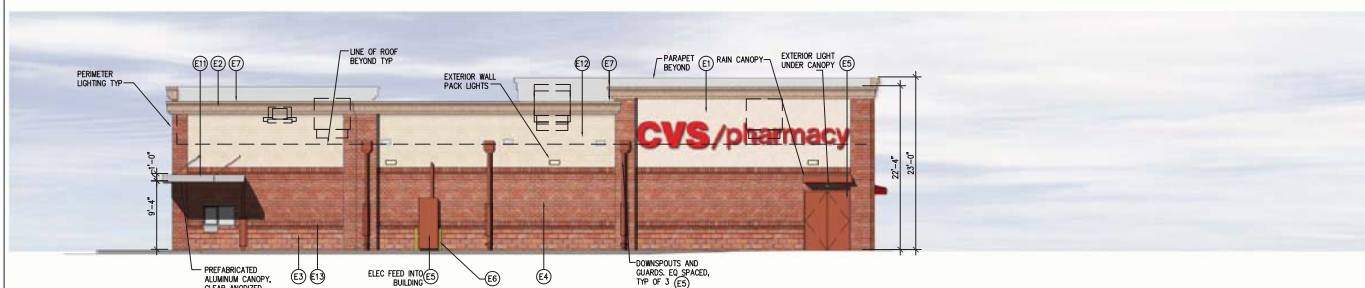 PERIMETER
LIGHTING TYP
E11
E2
E7
LINE OF ROOF
BEYOND TYP
EXTERIOR WALL
PACK LIGHTS
E12
E7
PARAPET
BEYOND
E1
RAIN CANOPY
EXTERIOR LIGHT
UNDER CANOPY
E5
CVS/pharmacy
1'-0"
9'-4"
22'-4"
23'-0"
PREFABRICATED
ALUMINUM CANOPY,
CLEAR ANODIZED
E3
E13
ELEC FEED INTO
BUILDING
E5
E6
E4
DOWNSPOUTS AND
GUARDS. EQ SPACED,
TYP OF 3 E5